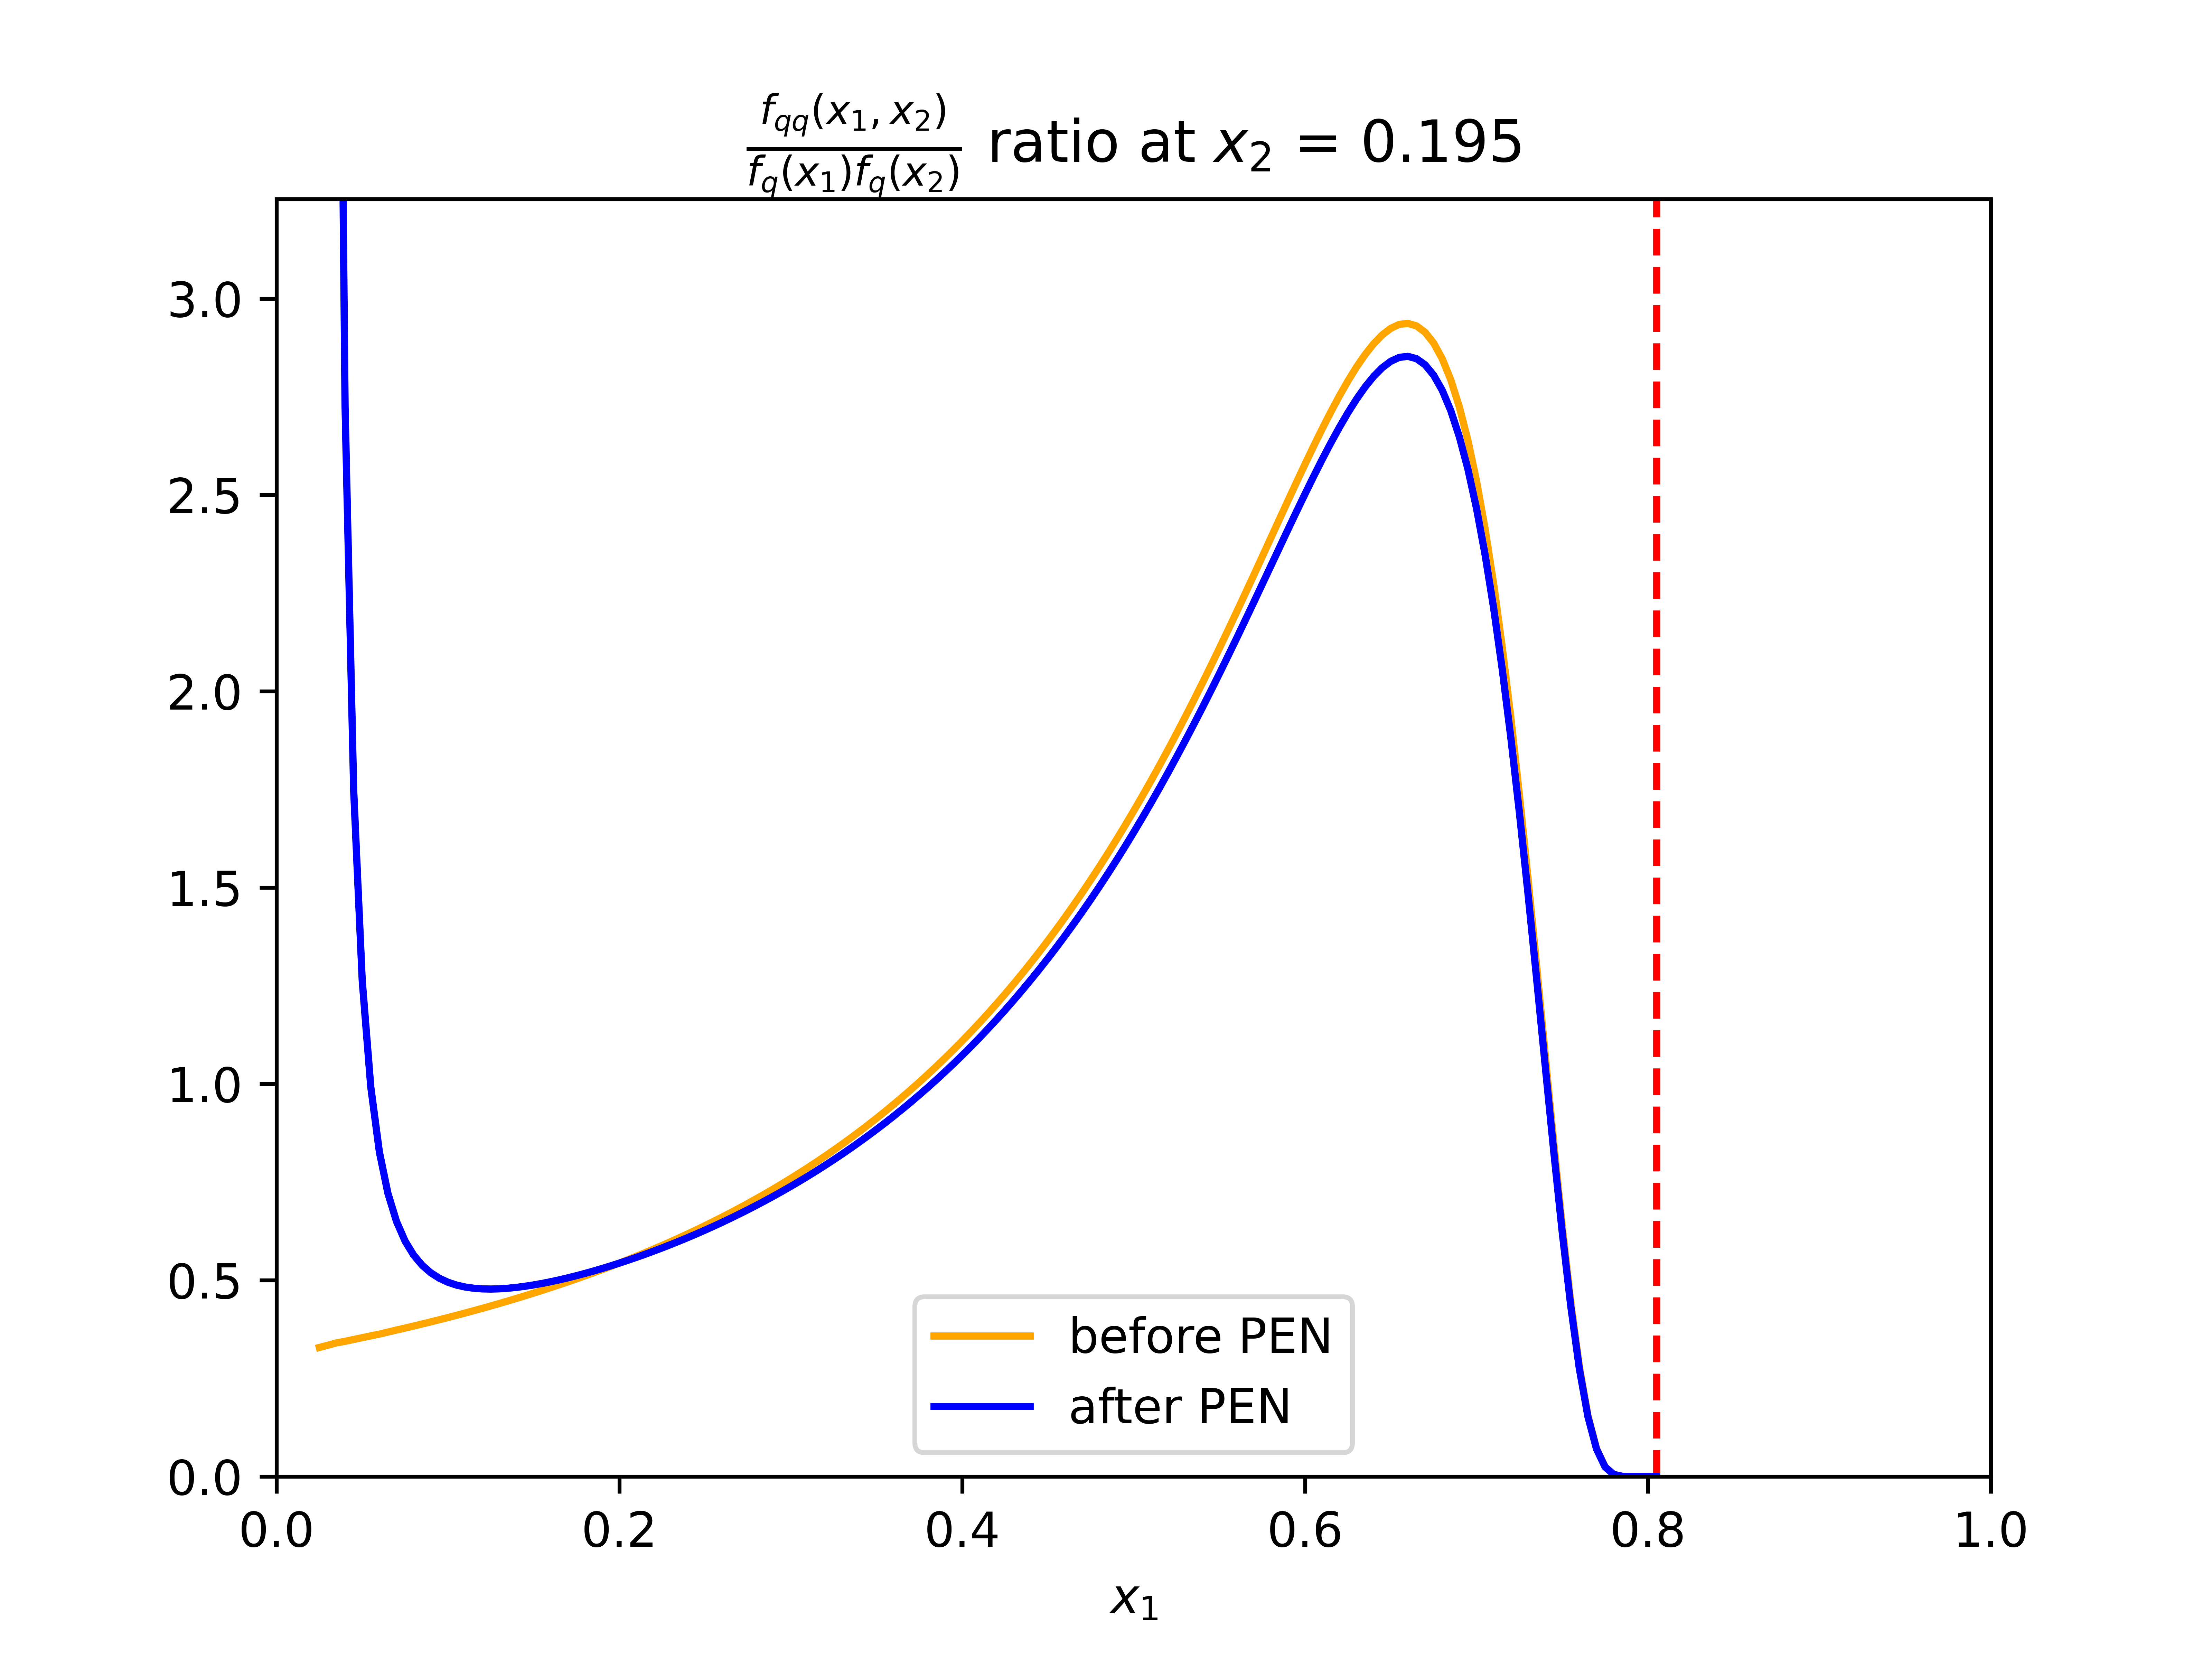 f_{qq}(x_1, x_2)
f_q(x_1)f_q(x_2) ratio at x_2 = 0.195
3.0
2.5
2.0
1.5
1.0
0.5
0.0
before PEN
after PEN
0.0 0.2 0.4 0.6 0.8 1.0
x_1